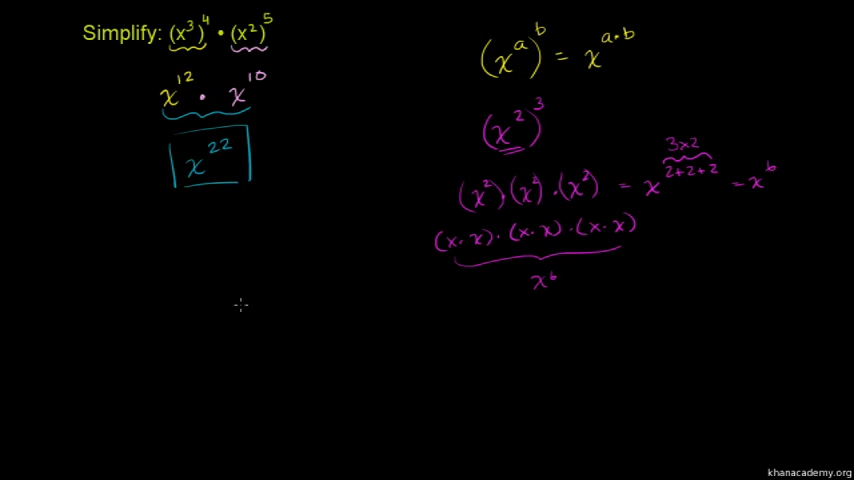 Simplify: (x³)⁴ • (x²)⁵
x¹² • x¹⁰
x²²
(xᵃ)ᵇ = xᵃ·ᵇ
(x²)³
3×2
(x²)·(x²)·(x²) = x²⁺²⁺² = x⁶
(x·x)·(x·x)·(x·x)
x⁶
khanacademy.org